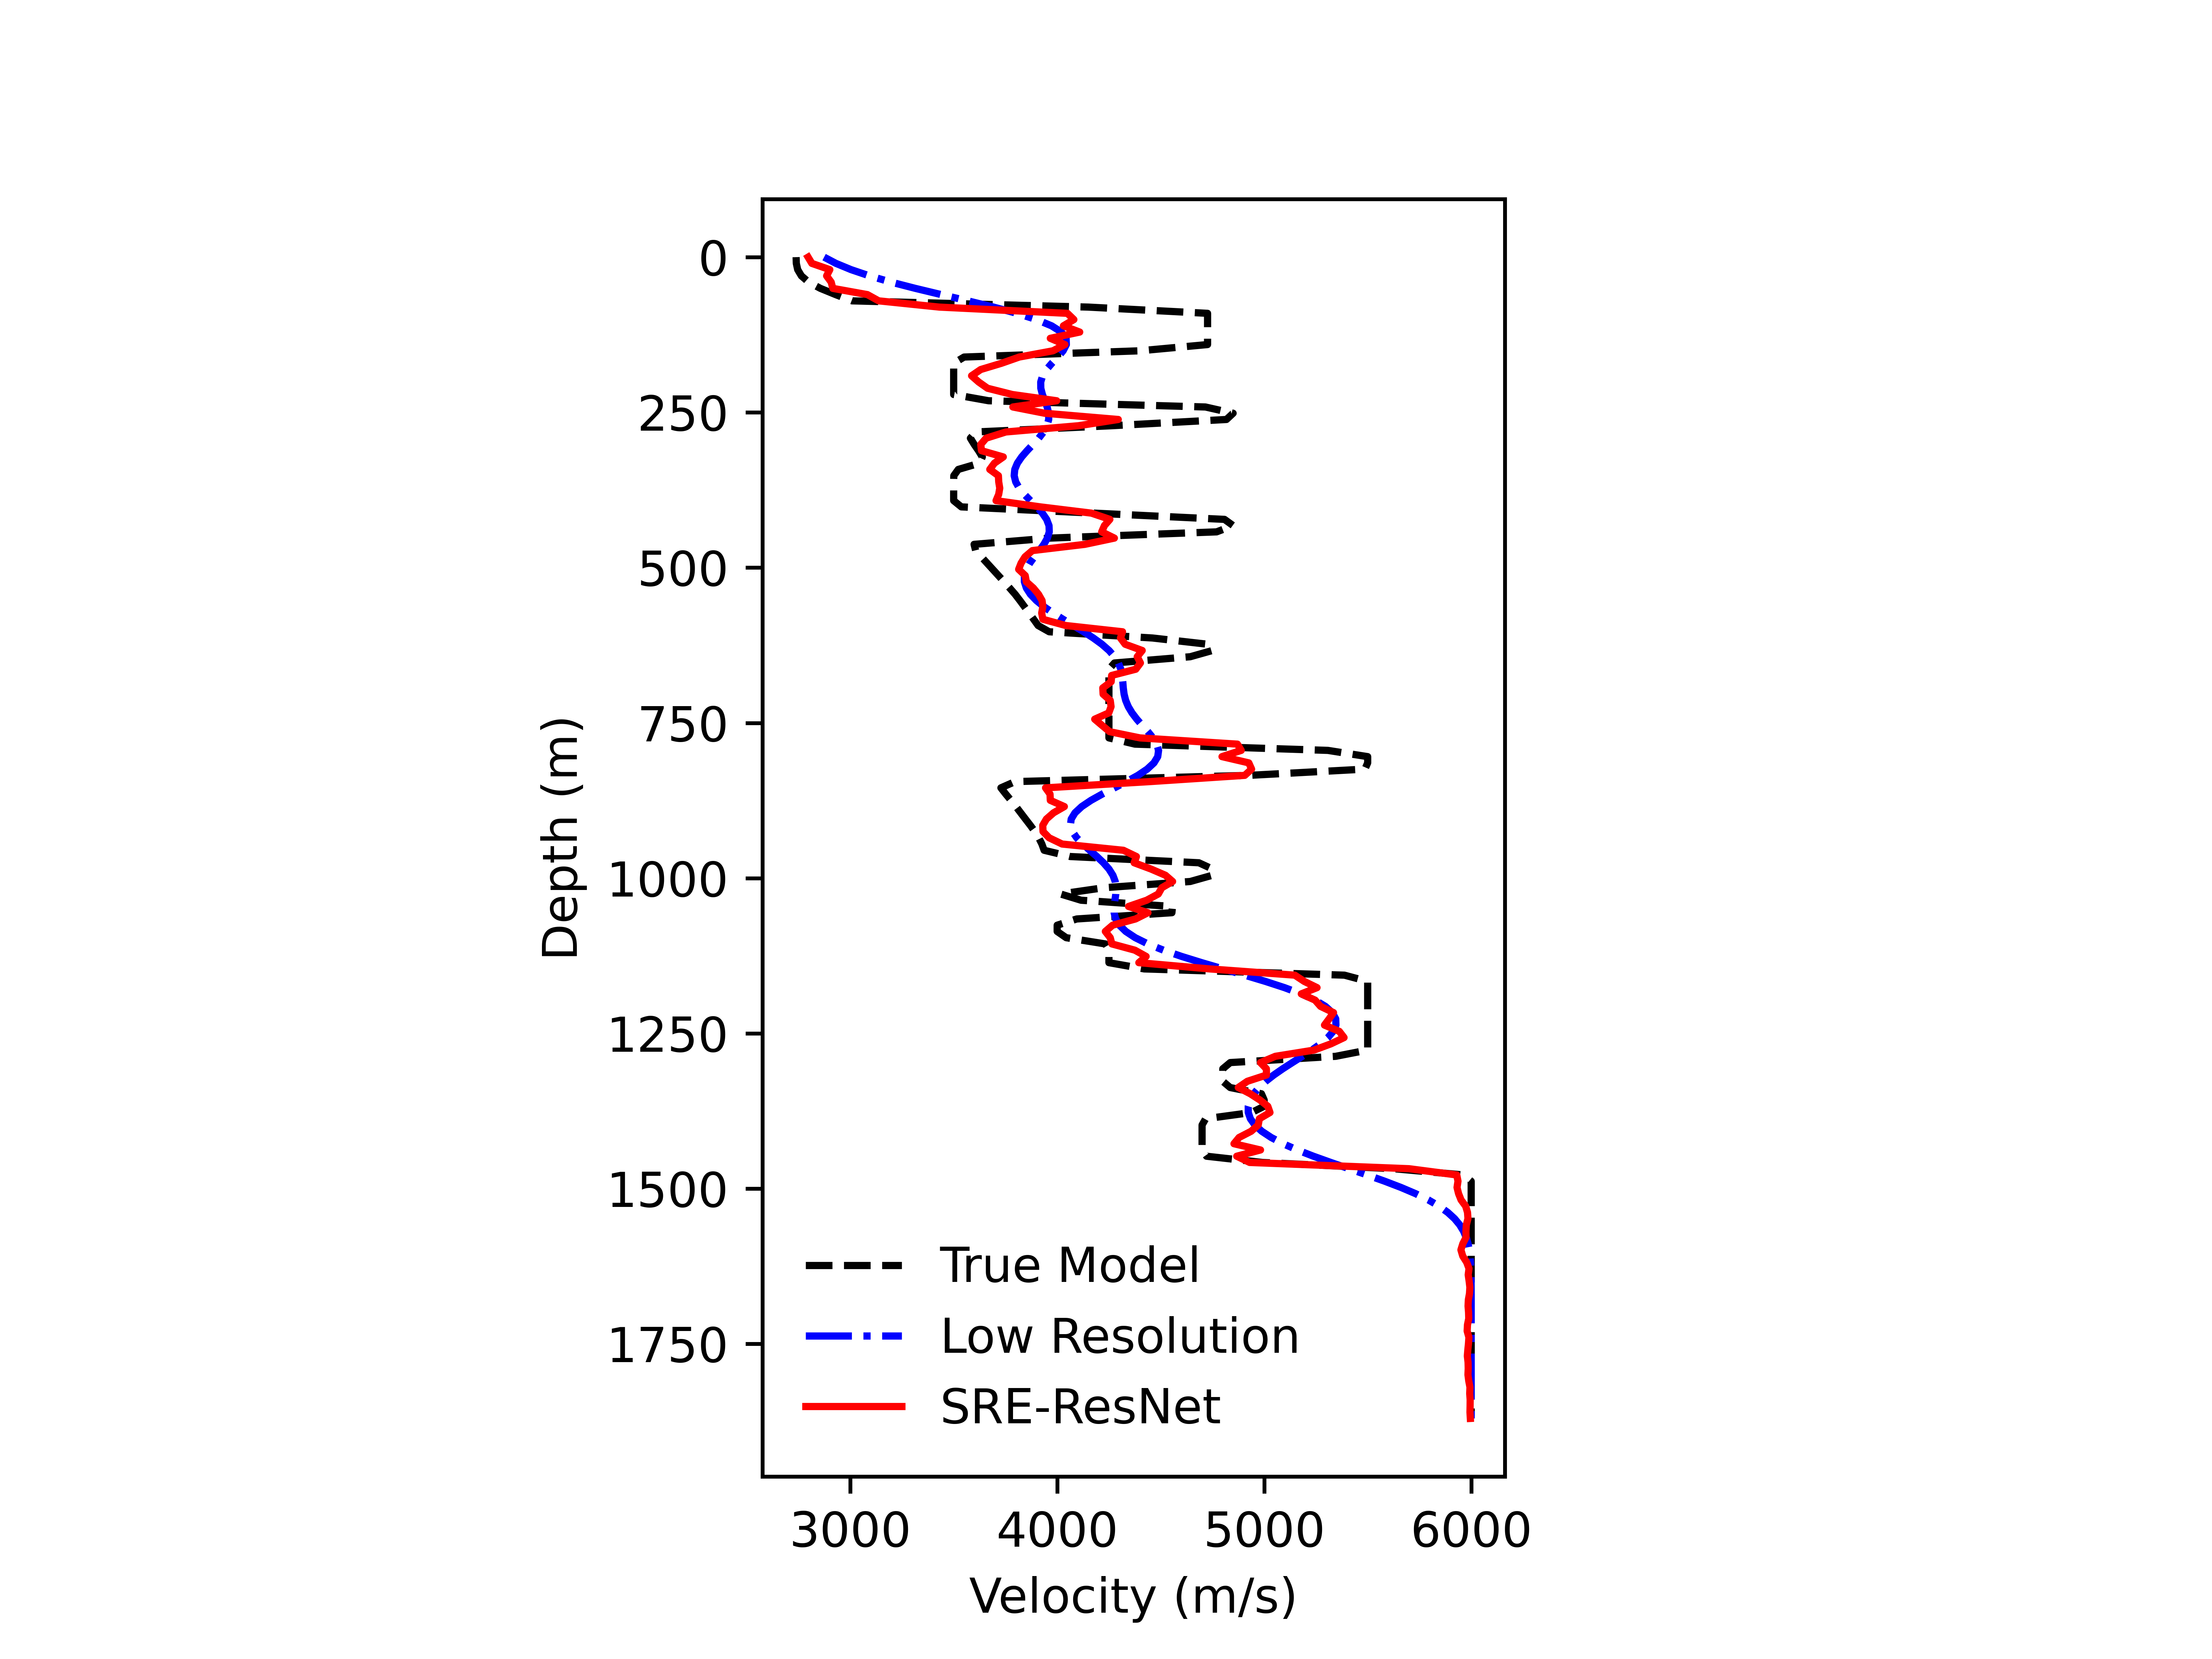 0
250
500
750
1000
1250
1500
1750
Depth (m)
True Model
Low Resolution
SRE-ResNet
3000 4000 5000 6000
Velocity (m/s)